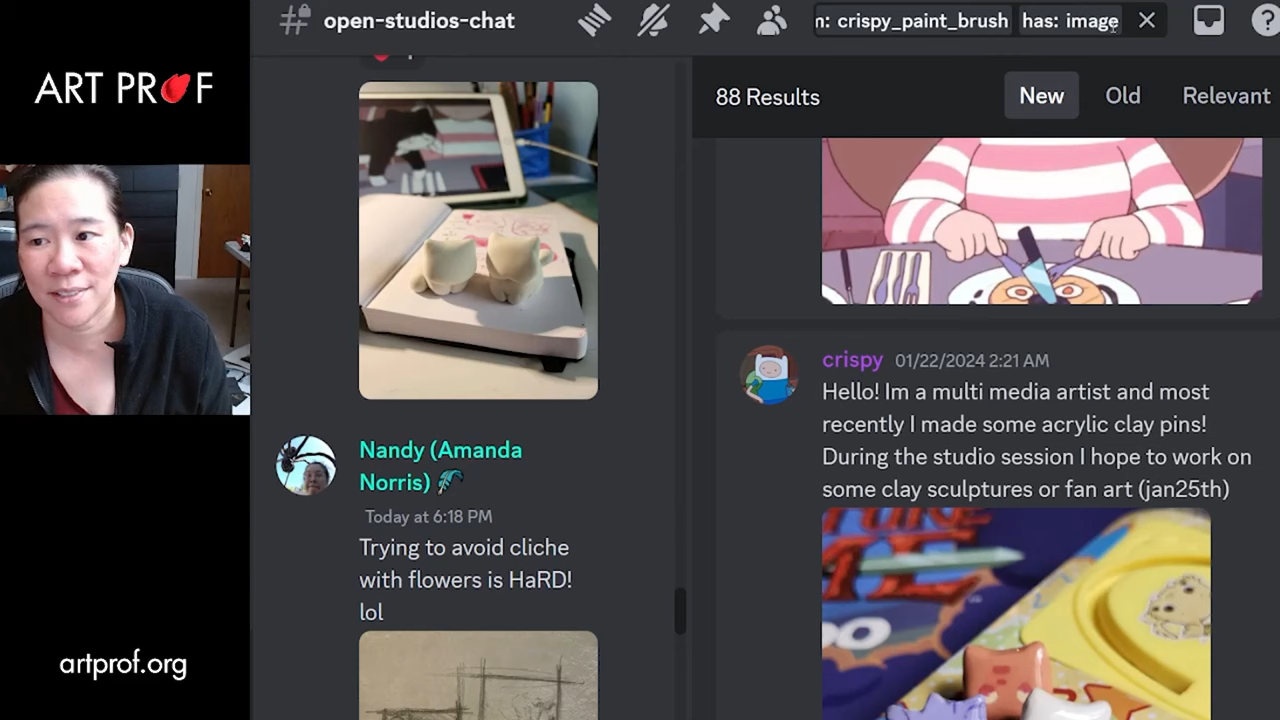 open-studios-chat
n: crispy_paint_brush has: image
ART PROF
88 Results
New
Old
Relevant
crispy 01/22/2024 2:21 AM
Hello! Im a multi media artist and most
recently I made some acrylic clay pins!
During the studio session I hope to work on
some clay sculptures or fan art (jan25th)
Nandy (Amanda
Norris)
Today at 6:18 PM
Trying to avoid cliche
with flowers is HaRD!
lol
artprof.org